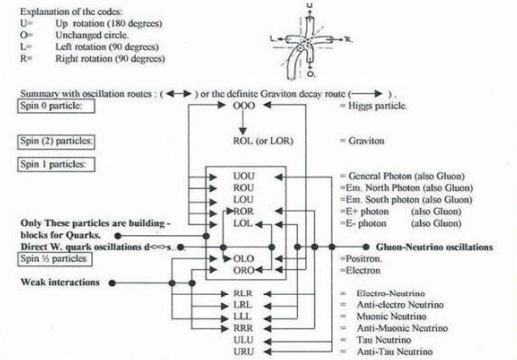 Explanation of the codes:
U= Up rotation (180 degrees)
O= Unchanged circle.
L= Left rotation (90 degrees)
R= Right rotation (90 degrees)
U
L R.
O.
Summary with oscillation routes : ( ) or the definite Graviton decay route ( ) .
Spin 0 particle: OOO = Higgs particle.
Spin (2) particles: ROL (or LOR) = Graviton
Spin 1 particles:
UOU = General Photon (also Gluon)
ROU = Em. North Photon (also Gluon)
LOU = Em. South photon (also Gluon)
ROR =E+ photon (also Gluon)
LOL =E- photon (also Gluon)
Only These particles are building -
blocks for Quarks.
Direct W. quark oscillations d<=>s. Gluon-Neutrino oscillations
Spin ½ particles OLO =Positron.
ORO =Electron
Weak interactions
RLR = Electro-Neutrino
LRL = Anti-electro Neutrino
LLL = Muonic Neutrino
RRR = Anti-Muonic Neutrino
ULU = Tau Neutrino
URU = Anti-Tau Neutrino